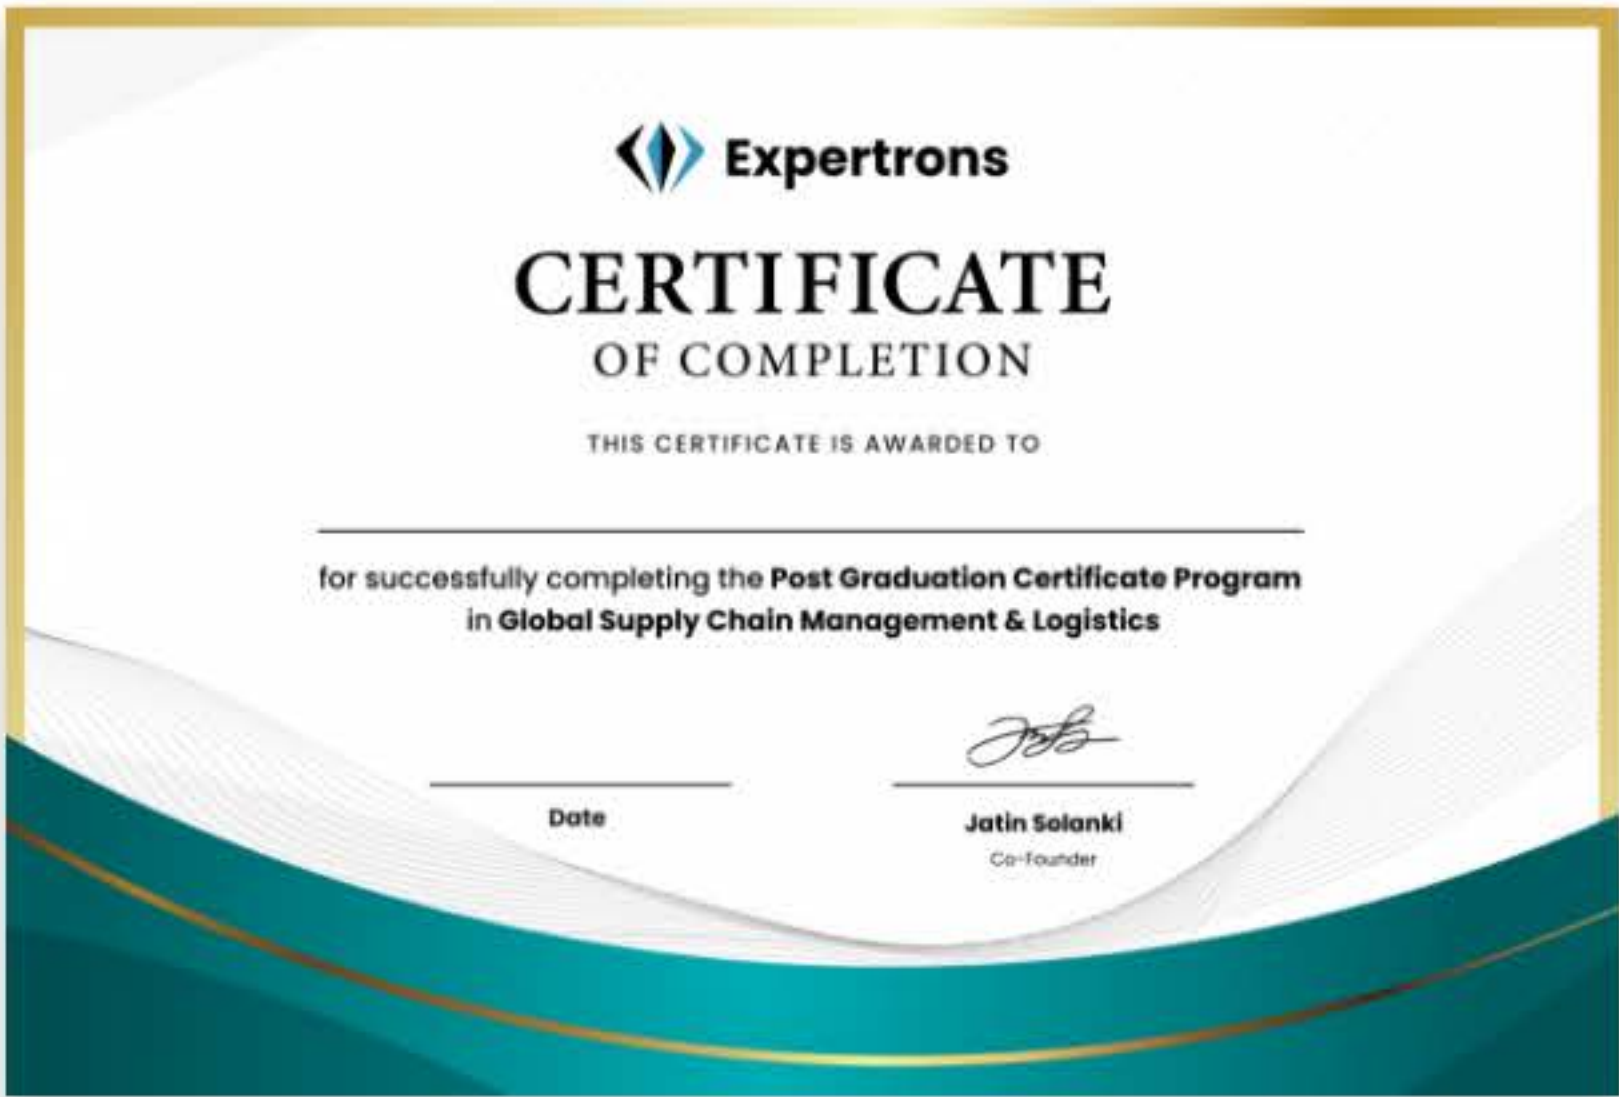 Expertrons
CERTIFICATE
OF COMPLETION
THIS CERTIFICATE IS AWARDED TO
for successfully completing the Post Graduation Certificate Program
in Global Supply Chain Management & Logistics
Date
Jatin Solanki
Co-Founder